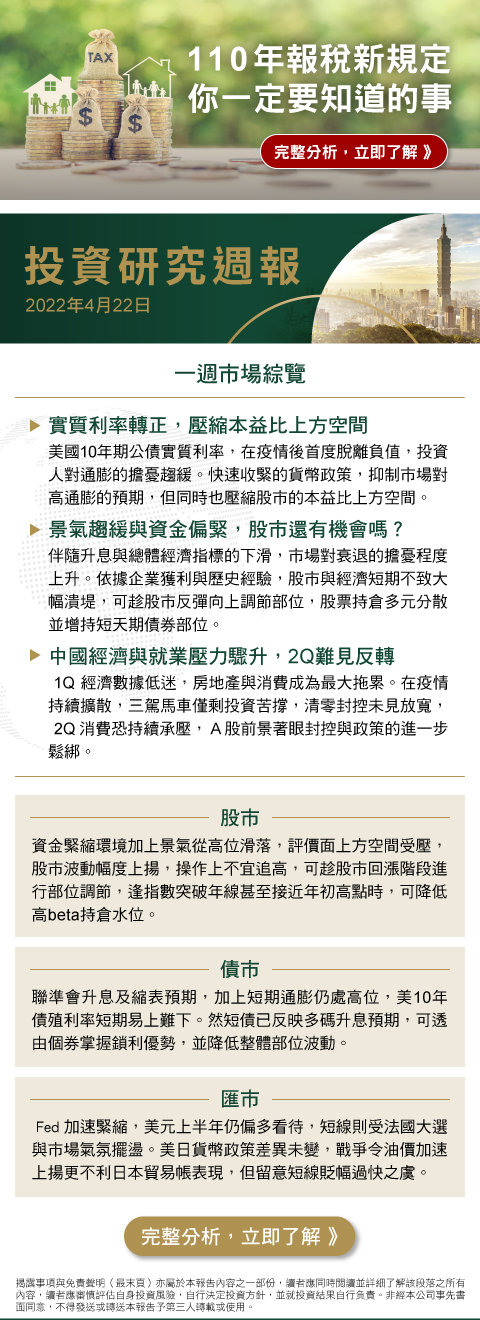 TAX
110年報稅新規定
你一定要知道的事
$
$
完整分析，立即了解 》
投資研究週報
2022年4月22日
一週市場綜覽
實質利率轉正，壓縮本益比上方空間
美國10年期公債實質利率，在疫情後首度脫離負值，投資
人對通膨的擔憂趨緩。快速收緊的貨幣政策，抑制市場對
高通膨的預期，但同時也壓縮股市的本益比上方空間。
景氣趨緩與資金偏緊，股市還有機會嗎？
伴隨升息與總體經濟指標的下滑，市場對衰退的擔憂程度
上升。依據企業獲利與歷史經驗，股市與經濟短期不致大
幅潰堤，可趁股市反彈向上調節部位，股票持倉多元分散
並增持短天期債券部位。
中國經濟與就業壓力驟升，2Q難見反轉
1Q 經濟數據低迷，房地產與消費成為最大拖累。在疫情
持續擴散，三駕馬車僅剩投資苦撐，清零封控未見放寬，
2Q 消費恐持續承壓，Ａ股前景著眼封控與政策的進一步
鬆綁。
股市
資金緊縮環境加上景氣從高位滑落，評價面上方空間受壓，
股市波動幅度上揚，操作上不宜追高，可趁股市回漲階段進
行部位調節，逢指數突破年線甚至接近年初高點時，可降低
高beta持倉水位。
債市
聯準會升息及縮表預期，加上短期通膨仍處高位，美10年
債殖利率短期易上難下。然短債已反映多碼升息預期，可透
由個券掌握鎖利優勢，並降低整體部位波動。
匯市
Fed 加速緊縮，美元上半年仍偏多看待，短線則受法國大選
與市場氣氛擺盪。美日貨幣政策差異未變，戰爭令油價加速
上揚更不利日本貿易帳表現，但留意短線貶幅過快之虞。
完整分析，立即了解 》
揭露事項與免責聲明（最末頁）亦屬於本報告內容之一部份，讀者應同時閱讀並詳細了解該段落之所有
內容，讀者應審慎評估自身投資風險，自行決定投資方針，並就投資結果自行負責。非經本公司事先書
面同意，不得發送或轉送本報告予第三人轉載或使用。